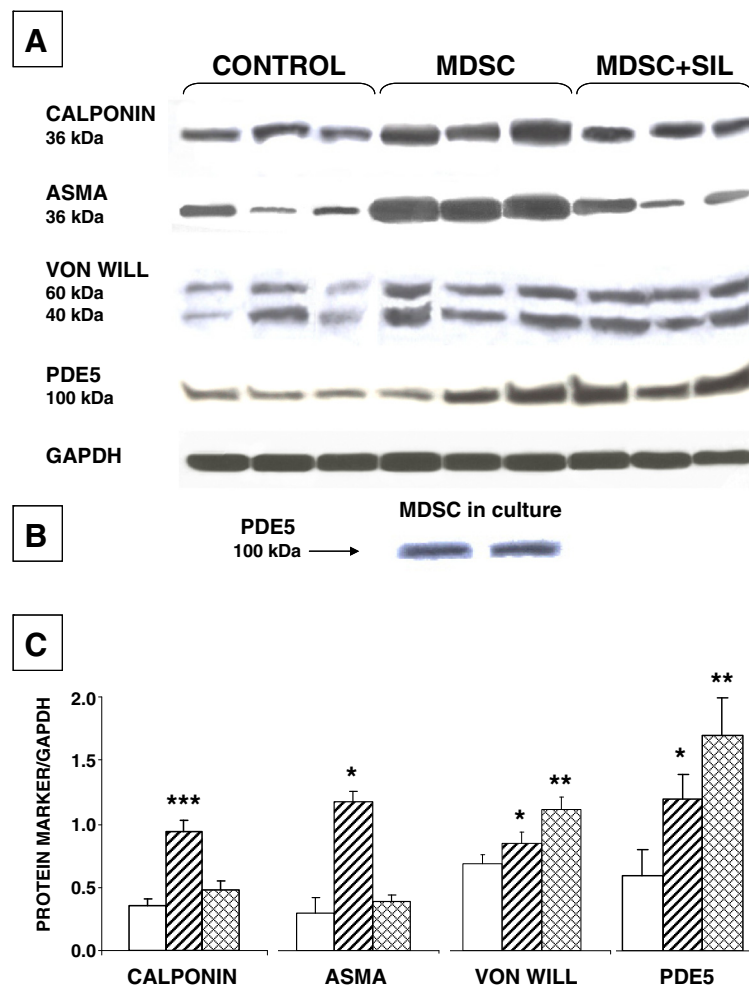 A
CONTROL MDSC MDSC+SIL
CALPONIN
36 kDa
ASMA
36 kDa
VON WILL
60 kDa
40 kDa
PDE5
100 kDa
GAPDH
B
MDSC in culture
PDE5
100 kDa
C
PROTEIN MARKER/GAPDH
2.0
1.5
1.0
0.5
0.0
***
*
*
**
*
**
CALPONIN ASMA VON WILL PDE5